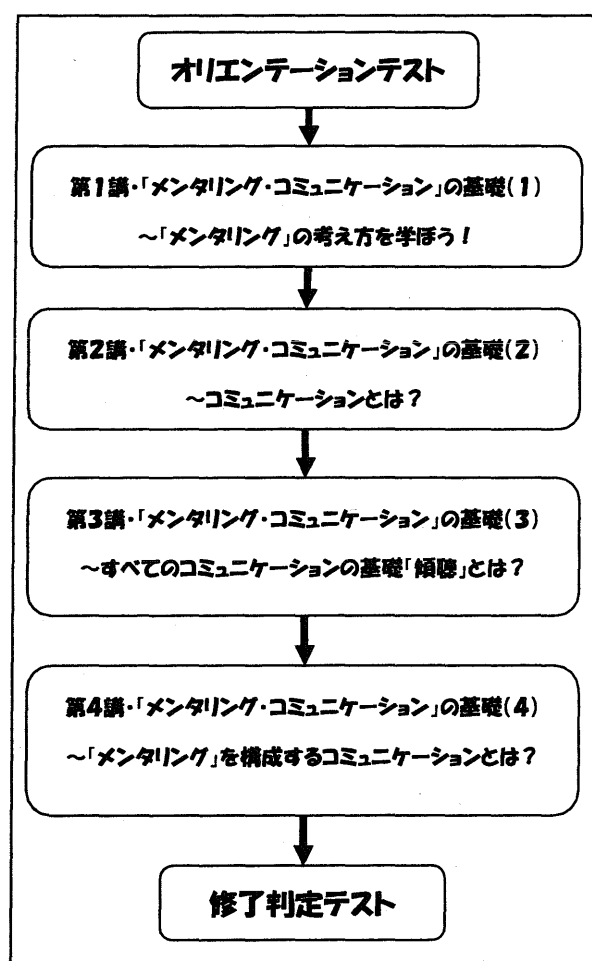 オリエンテーションテスト
第1講・「メンタリング・コミュニケーション」の基礎(1)
～「メンタリング」の考え方を学ぼう！
第2講・「メンタリング・コミュニケーション」の基礎(2)
～コミュニケーションとは？
第3講・「メンタリング・コミュニケーション」の基礎(3)
～すべてのコミュニケーションの基礎「傾聴」とは？
第4講・「メンタリング・コミュニケーション」の基礎(4)
～「メンタリング」を構成するコミュニケーションとは？
修了判定テスト